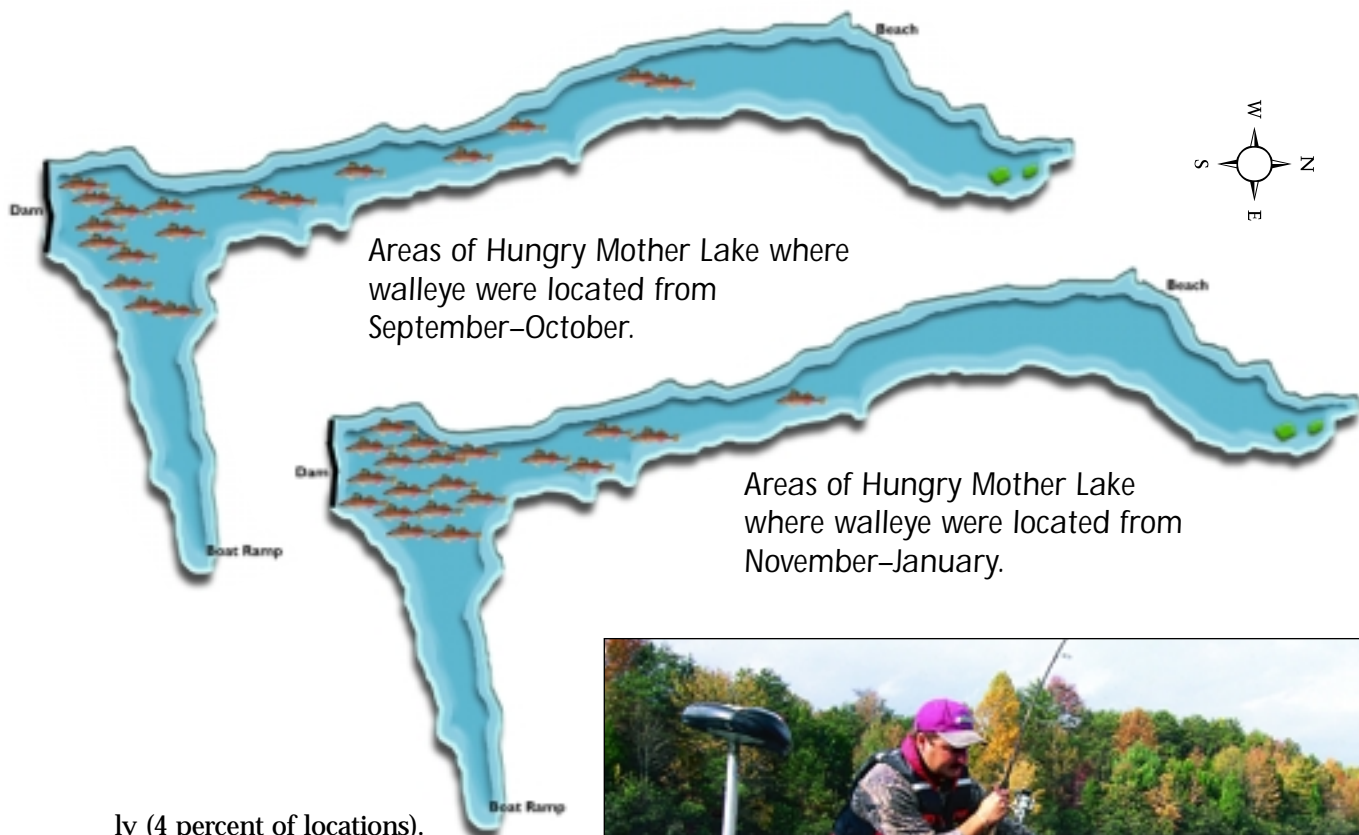 Beach
W
S
N
E
Dam
Areas of Hungry Mother Lake where
walleye were located from
September–October.
Boat Ramp
Beach
Dam
Areas of Hungry Mother Lake
where walleye were located from
November–January.
Boat Ramp
ly (4 percent of locations).